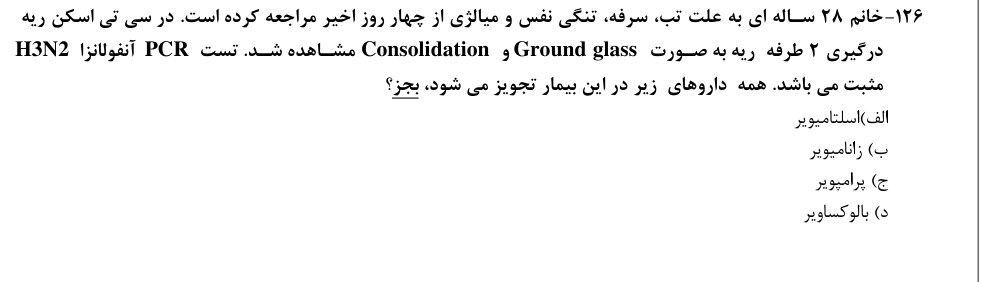 ۱۲۶-خانم ۲۸ ساله ای به علت تب، سرفه، تنگی نفس و میالژی از چهار روز اخیر مراجعه کرده است. در سی تی اسکن ریه
درگیری ۲ طرفه ریه به صورت Ground glass و Consolidation مشاهده شد. تست PCR آنفولانزا H3N2
مثبت می باشد. همه داروهای زیر در این بیمار تجویز می شود، بجز؟
الف)اسلتامیویر
ب) زانامیویر
ج) پرامپویر
د) بالوکساویر